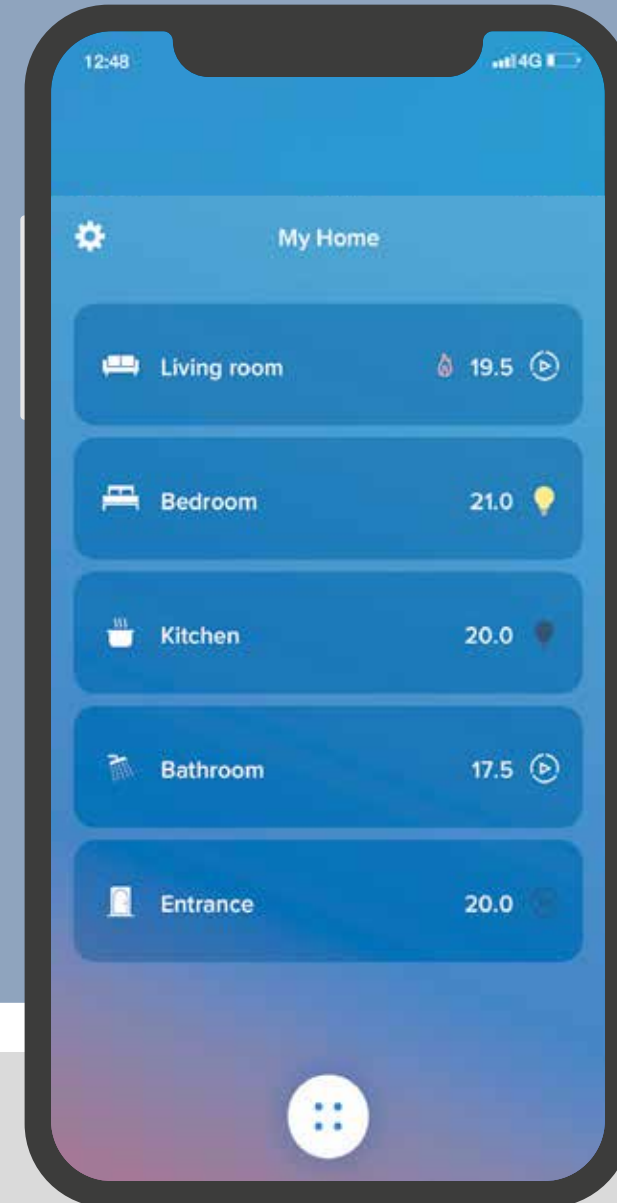 12:48 4G
My Home
Living room 19.5
Bedroom 21.0
Kitchen 20.0
Bathroom 17.5
Entrance 20.0